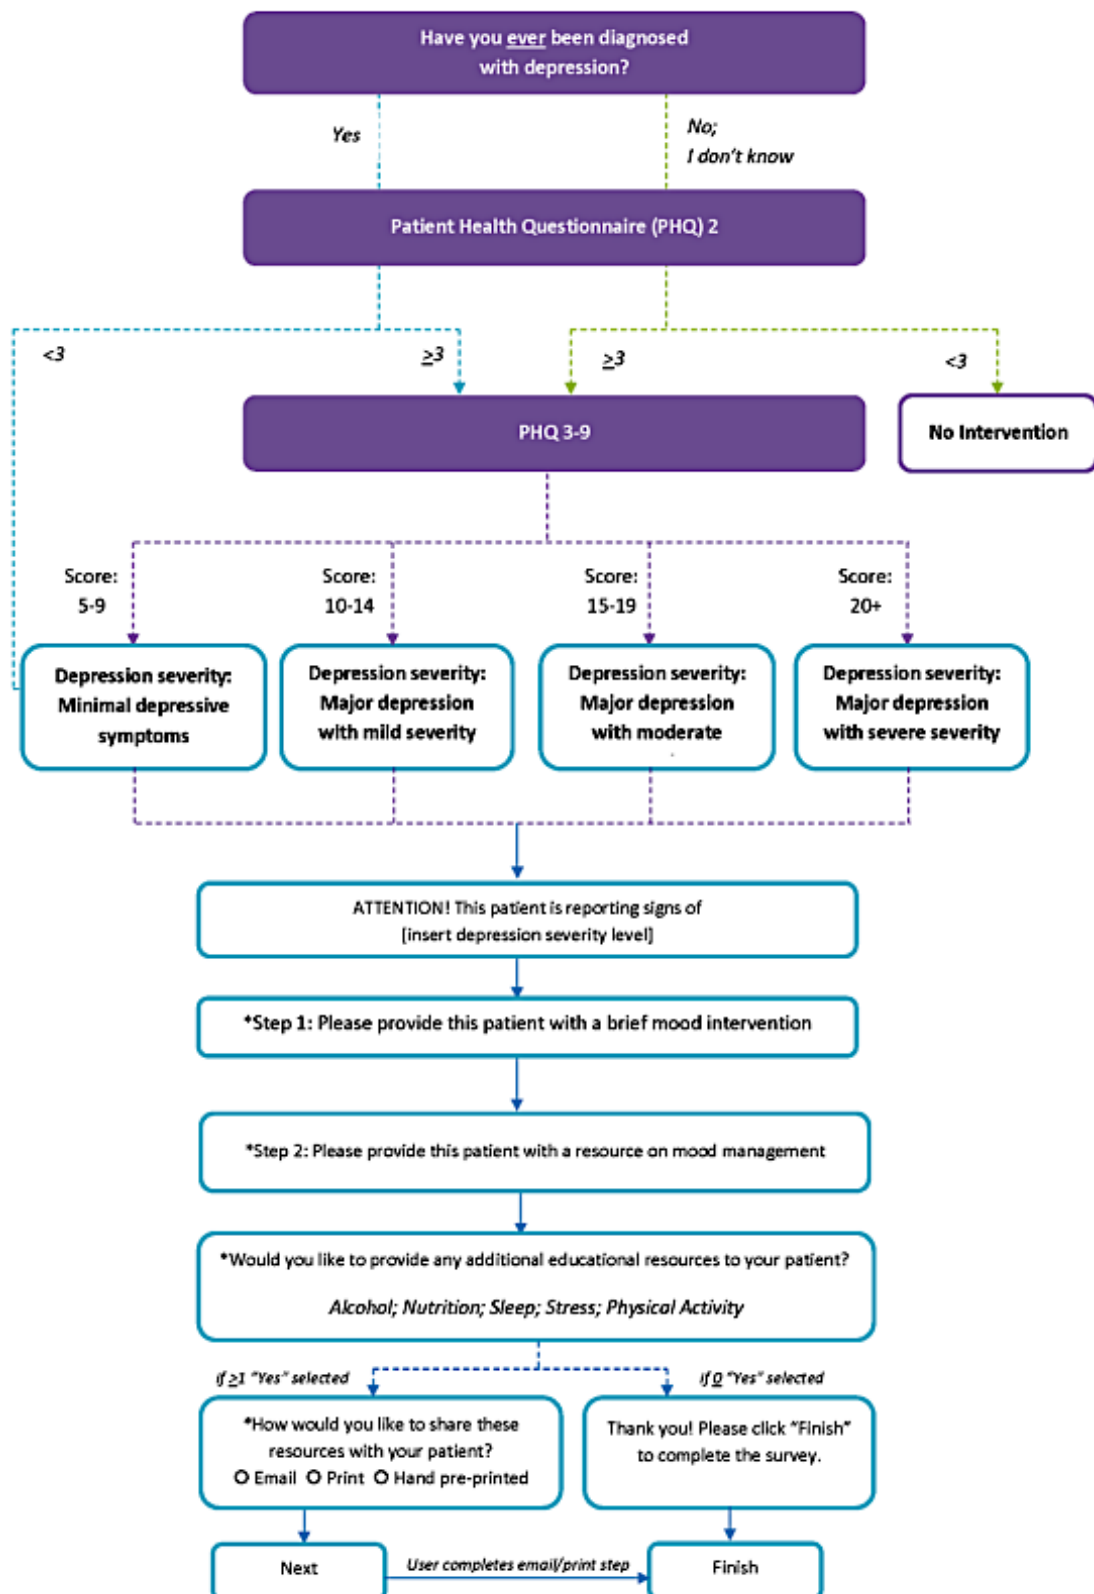 Have you ever been diagnosed
with depression?
Yes
No;
I don't know
Patient Health Questionnaire (PHQ) 2
<3
≥3
≥3
<3
PHQ 3-9
No Intervention
Score:
5-9
Score:
10-14
Score:
15-19
Score:
20+
Depression severity:
Minimal depressive
symptoms
Depression severity:
Major depression
with mild severity
Depression severity:
Major depression
with moderate
Depression severity:
Major depression
with severe severity
ATTENTION! This patient is reporting signs of
[insert depression severity level]
*Step 1: Please provide this patient with a brief mood intervention
*Step 2: Please provide this patient with a resource on mood management
*Would you like to provide any additional educational resources to your patient?
Alcohol; Nutrition; Sleep; Stress; Physical Activity
if ≥1 "Yes" selected
if 0 "Yes" selected
*How would you like to share these
resources with your patient?
O Email O Print O Hand pre-printed
Thank you! Please click "Finish"
to complete the survey.
Next
User completes email/print step
Finish